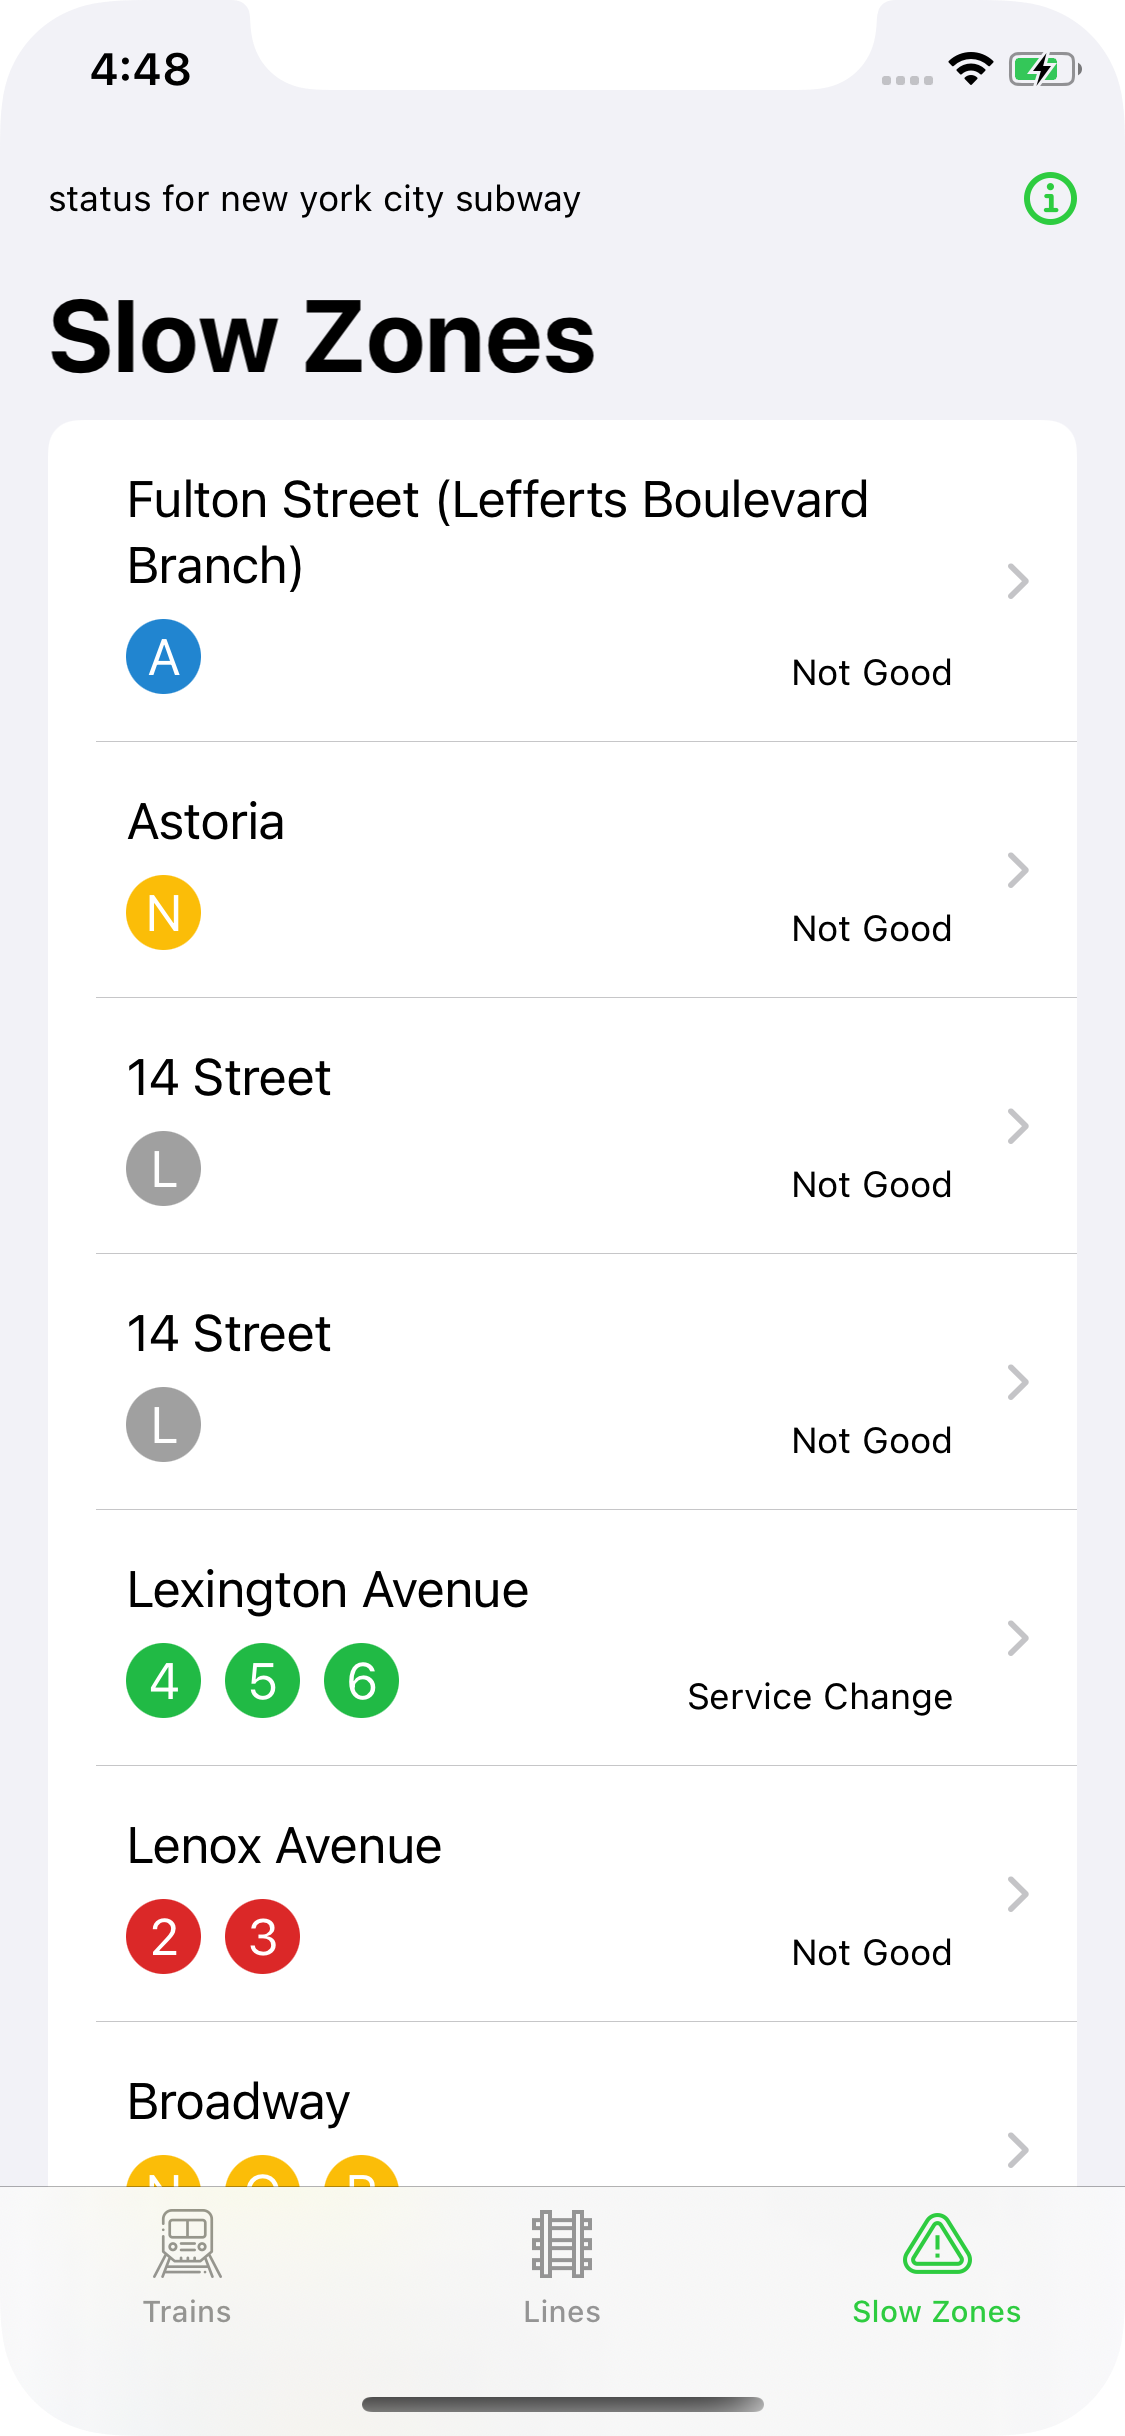 4:48
status for new york city subway
Slow Zones
Fulton Street (Lefferts Boulevard
Branch)
A
Not Good
Astoria
N
Not Good
14 Street
L
Not Good
14 Street
L
Not Good
Lexington Avenue
4 5 6
Service Change
Lenox Avenue
2 3
Not Good
Broadway
Trains
Lines
Slow Zones